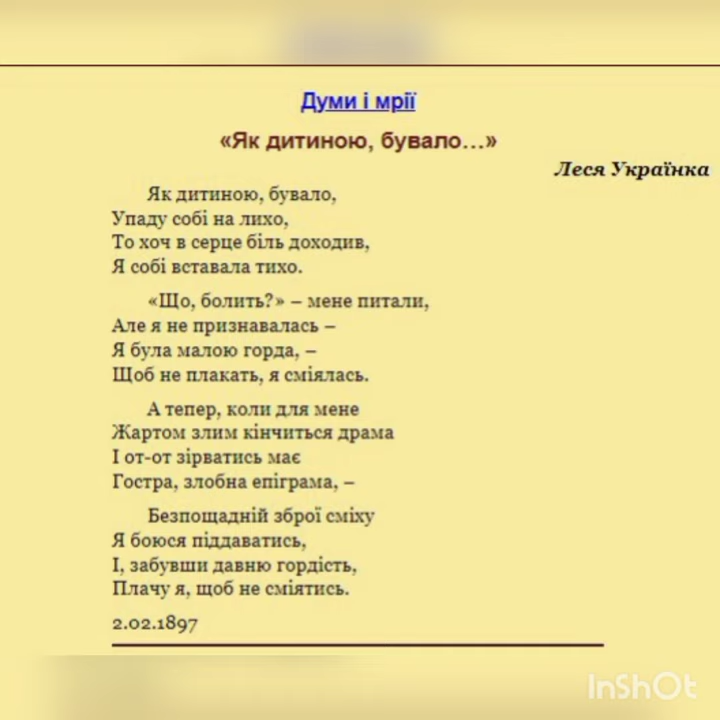 Думи і мрії
«Як дитиною, бувало...»
Леся Українка
Як дитиною, бувало,
Упаду собі на лихо,
То хоч в серце біль доходив,
Я собі вставала тихо.
«Що, болить?» – мене питали,
Але я не признавалась –
Я була малою горда, –
Щоб не плакать, я сміялась.
А тепер, коли для мене
Жартом злим кінчиться драма
І от-от зірватись має
Гостра, злобна епіграма, –
Безпощадній зброї сміху
Я боюся піддаватись,
І, забувши давню гордість,
Плачу я, щоб не сміятись.
2.02.1897
InShOt